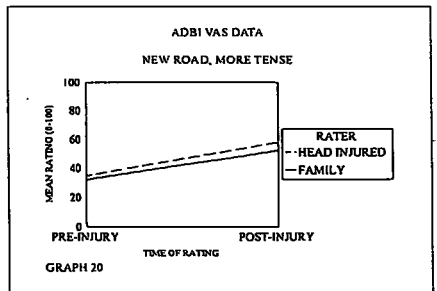 ADBI VAS DATA
NEW ROAD, MORE TENSE
MEAN RATING (0-100)
100
80
60
40
20
0
PRE-INJURY
POST-INJURY
TIME OF RATING
RATER
HEAD INJURED
FAMILY
GRAPH 20